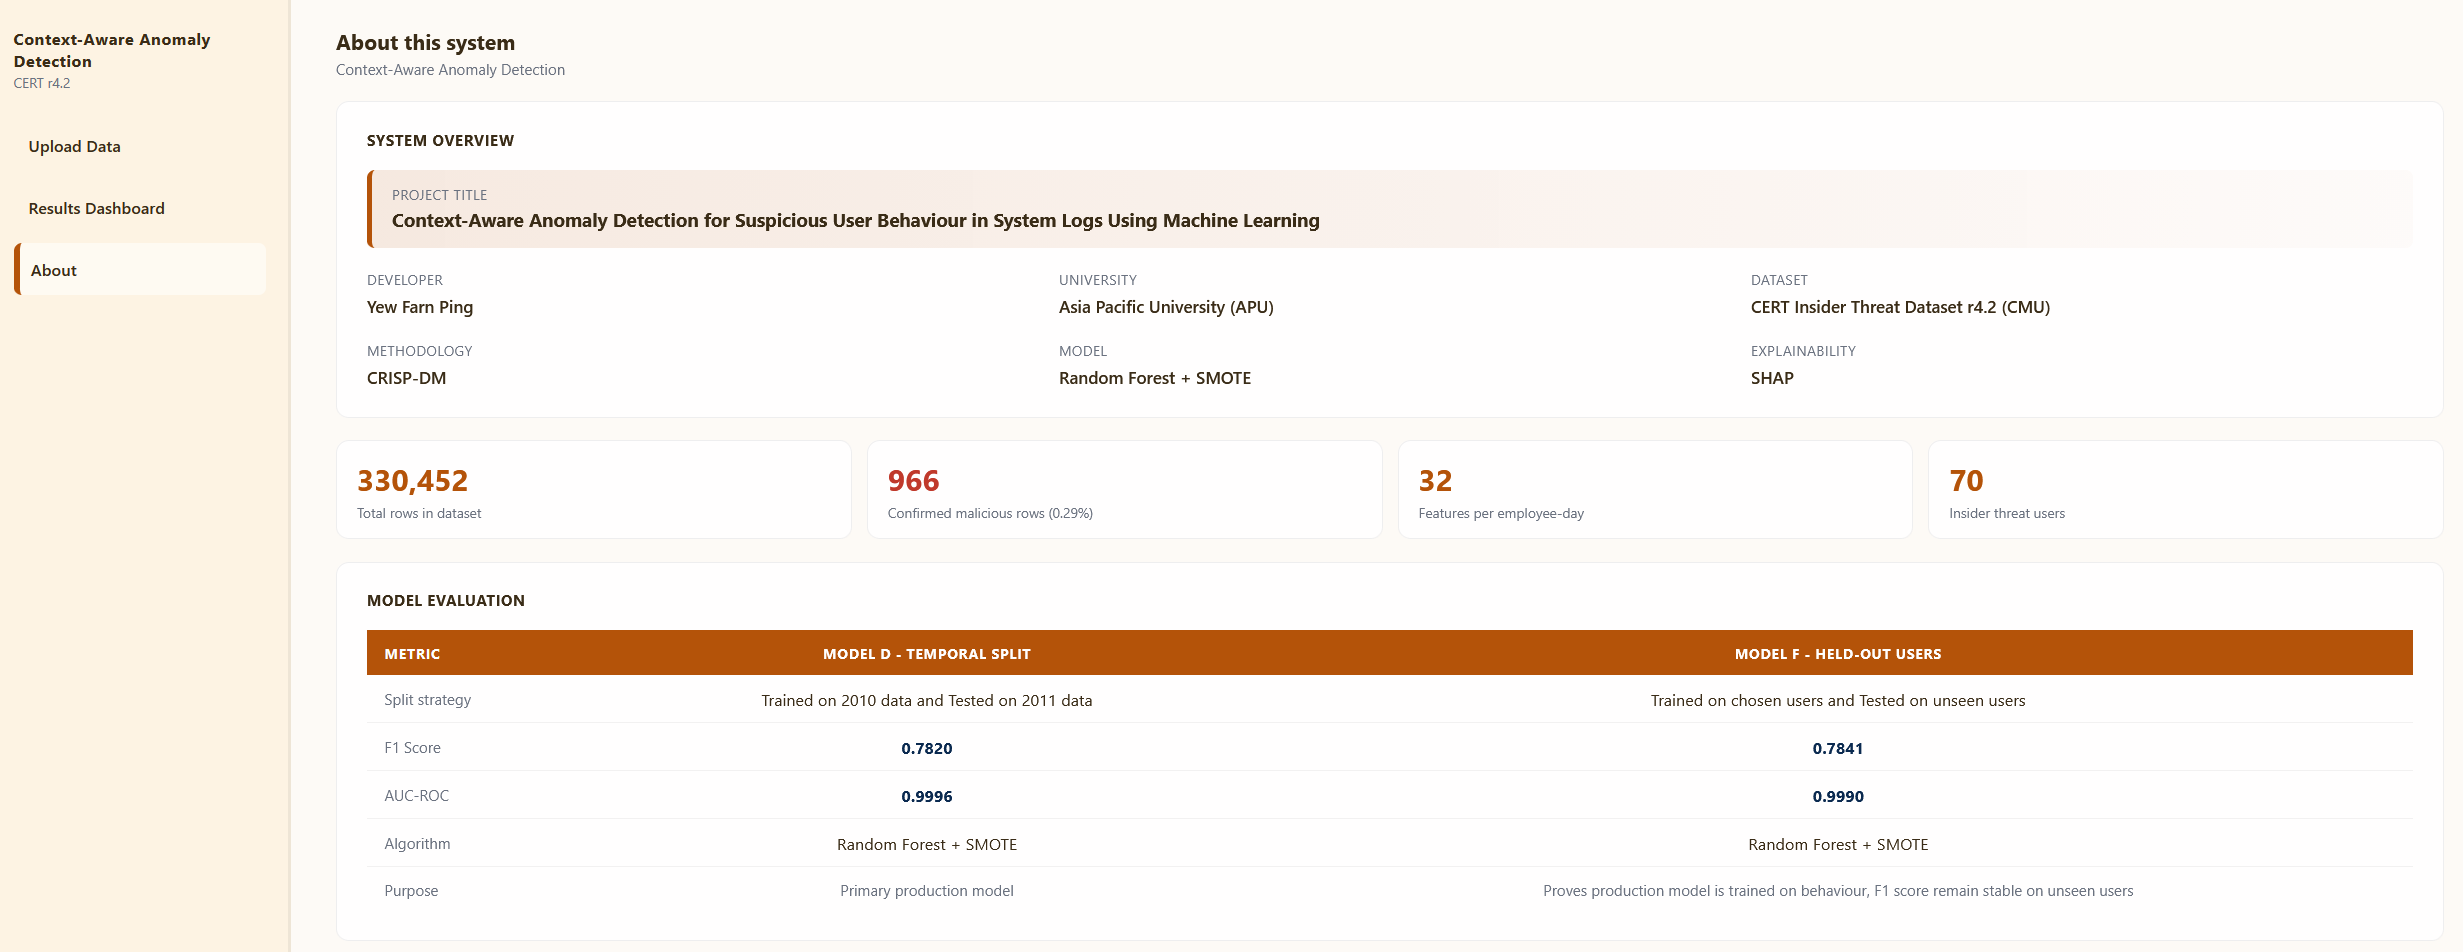 Context-Aware Anomaly
Detection
CERT r4.2
Upload Data
Results Dashboard
About
About this system
Context-Aware Anomaly Detection
SYSTEM OVERVIEW
PROJECT TITLE
Context-Aware Anomaly Detection for Suspicious User Behaviour in System Logs Using Machine Learning
DEVELOPER
Yew Farn Ping
UNIVERSITY
Asia Pacific University (APU)
DATASET
CERT Insider Threat Dataset r4.2 (CMU)
METHODOLOGY
CRISP-DM
MODEL
Random Forest + SMOTE
EXPLAINABILITY
SHAP
330,452
Total rows in dataset
966
Confirmed malicious rows (0.29%)
32
Features per employee-day
70
Insider threat users
MODEL EVALUATION
METRIC MODEL D - TEMPORAL SPLIT MODEL F - HELD-OUT USERS
Split strategy Trained on 2010 data and Tested on 2011 data Trained on chosen users and Tested on unseen users
F1 Score 0.7820 0.7841
AUC-ROC 0.9996 0.9990
Algorithm Random Forest + SMOTE Random Forest + SMOTE
Purpose Primary production model Proves production model is trained on behaviour, F1 score remain stable on unseen users